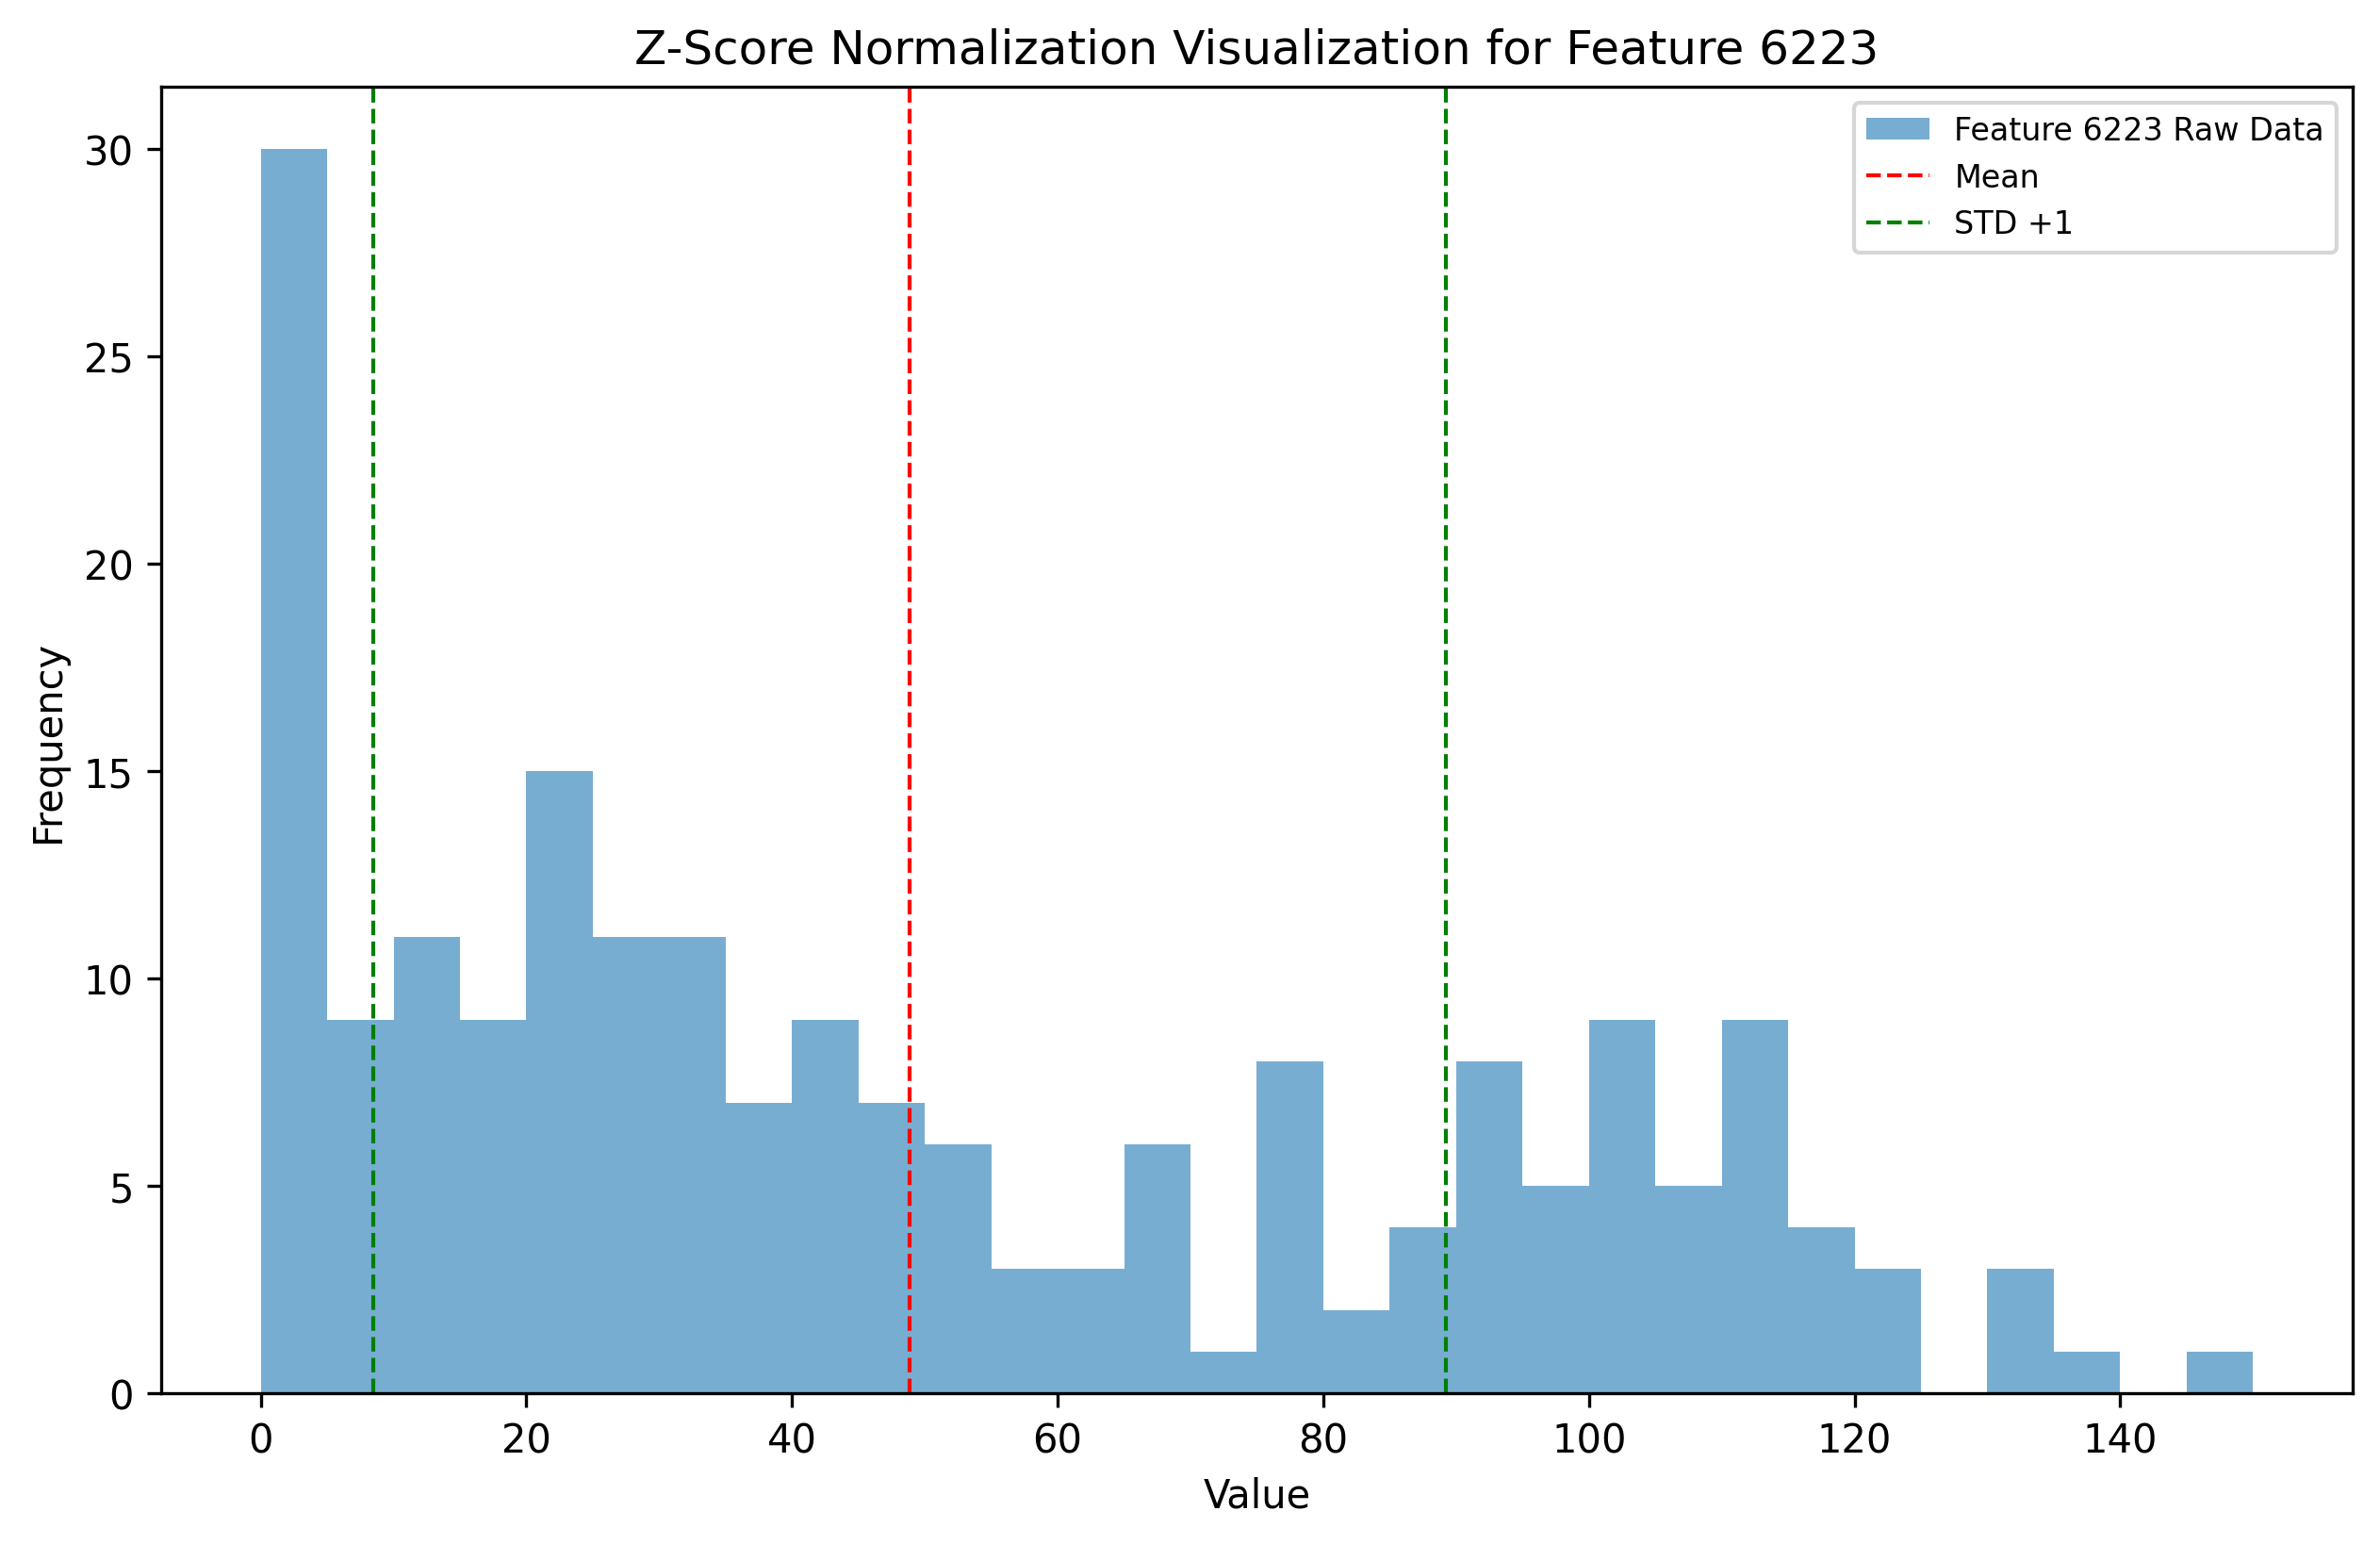 Z-Score Normalization Visualization for Feature 6223
Feature 6223 Raw Data
Mean
STD +1
30
25
20
15
10
5
0
Frequency
0 20 40 60 80 100 120 140
Value